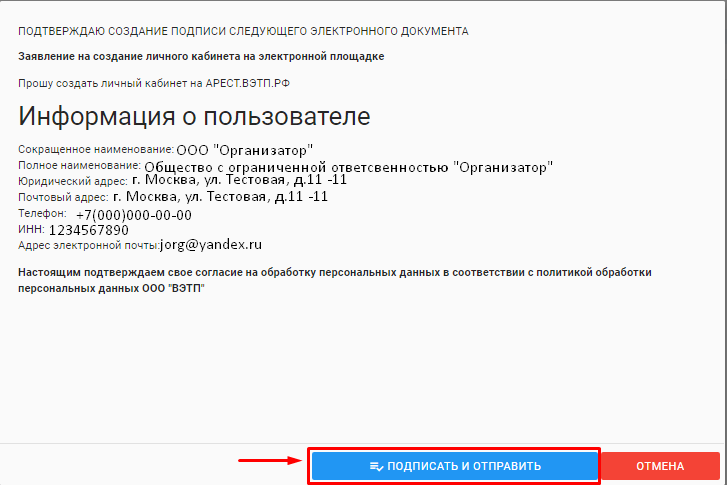 ПОДТВЕРЖДАЮ СОЗДАНИЕ ПОДПИСИ СЛЕДУЮЩЕГО ЭЛЕКТРОННОГО ДОКУМЕНТА
Заявление на создание личного кабинета на электронной площадке
Прошу создать личный кабинет на АРЕСТ.ВЭТП.РФ
Информация о пользователе
Сокращенное наименование: ООО "Организатор"
Полное наименование: Общество с ограниченной ответсвенностью "Организатор"
Юридический адрес: г. Москва, ул. Тестовая, д.11 -11
Почтовый адрес: г. Москва, ул. Тестовая, д.11 -11
Телефон: +7(000)000-00-00
ИНН: 1234567890
Адрес электронной почты:jorg@yandex.ru
Настоящим подтверждаем свое согласие на обработку персональных данных в соответствии с политикой обработки
персональных данных ООО "ВЭТП"
ПОДПИСАТЬ И ОТПРАВИТЬ ОТМЕНА